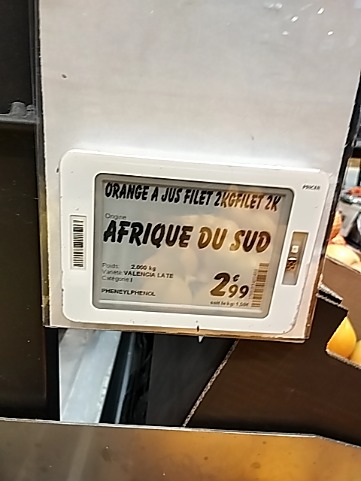 PRICER
ORANGE A JUS FILET 2KGFILET 2K
Origine
AFRIQUE DU SUD
Poids: 2.000 kg
Variété: VALENCIA LATE
Catégorie: I
PHENEYLPHENOL
2€99